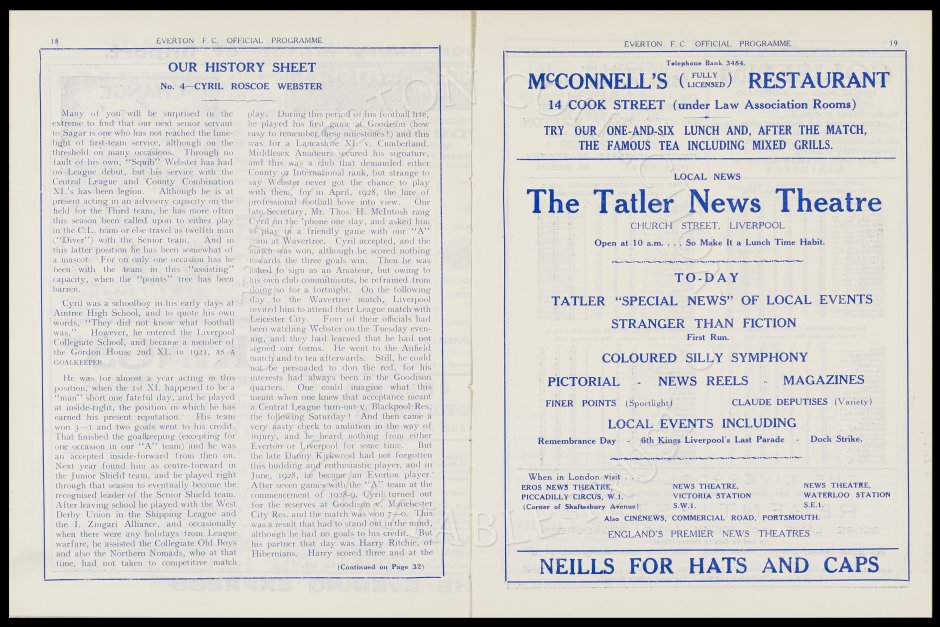 18
EVERTON F. C. OFFICIAL PROGRAMME
OUR HISTORY SHEET
No. 4—CYRIL ROSCOE WEBSTER
Many of you will be surprised in the
extreme to find that our next senior servant
to Sagar is one who has not reached the lime-
light of first-team service, although on the
threshold on many occasions. Through no
fault of his own, "Squib" Webster has had
no League debut, but his service with the
Central League and County Combination
XI.'s has been legion. Although he is at
present acting in an advisory capacity on the
field for the Third team, he has more often
this season been called upon to either play
in the C.L. team or else travel as twelfth man
("Diver") with the Senior team. And in
this latter position he has been somewhat of
a mascot. For on only one occasion has he
been with the team in this "assisting"
capacity, when the "points" tree has been
barren.
Cyril was a schoolboy in his early days at
Aintree High School, and to quote his own
words, "They did not know what football
was." However, he entered the Liverpool
Collegiate School, and became a member of
the Gordon House 2nd XI. in 1921, AS A
GOALKEEPER.
He was for almost a year acting in this
position, when the 1st XI. happened to be a
"man" short one fateful day, and he played
at inside-right, the position in which he has
earned his present reputation. His team
won 3—1 and two goals went to his credit.
That finished the goalkeeping (excepting for
one occasion in our "A" team) and he was
an accepted inside-forward from then on.
Next year found him as centre-forward in
the Junior Shield team, and he played right
through that season to eventually become the
recognised leader of the Senior Shield team.
After leaving school he played with the West
Derby Union in the Shipping League and
the I. Zingari Alliance, and occasionally
when there were any holidays from League
warfare, he assisted the Collegiate Old Boys
and also the Northern Nomads, who at that
time, had not taken to competitive match
play. During this period of his football life,
he played his first game at Goodison (how
easy to remember these milestones!) and this
was for a Lancashire XI. v. Cumberland.
Middlesex Amateurs secured his signature,
and this was a club that demanded either
County or International rank, but strange to
say Webster never got the chance to play
with them, for in April, 1928, the lure of
professional football hove into view. Our
late Secretary, Mr. Thos. H. McIntosh rang
Cyril on the 'phone one day, and asked him
to play in a friendly game with our "A"
team at Wavertree. Cyril accepted, and the
match was won, although he scored nothing
towards the three goals win. Then he was
asked to sign as an Amateur, but owing to
his own club commitments, he refrained from
doing so for a fortnight. On the following
day to the Wavertree match, Liverpool
invited him to attend their League match with
Leicester City. Four of their officials had
been watching Webster on the Tuesday even-
ing, and they had learned that he had not
signed our forms. He went to the Anfield
match and to tea afterwards. Still, he could
not be persuaded to don the red, for his
interests had always been in the Goodison
quarters. One could imagine what this
meant when one knew that acceptance meant
a Central League turn-out v. Blackpool Res.
the following Saturday! And then came a
very nasty check to ambition in the way of
injury, and he heard nothing from either
Everton or Liverpool for some time. But
the late Danny Kirkwood had not forgotten
this budding and enthusiastic player, and in
June, 1928, he became an Everton player.
After seven games with the "A" team at the
commencement of 1928-9, Cyril turned out
for the reserves at Goodison v. Manchester
City Res. and the match was won 7—0. This
was a result that had to stand out in the mind,
although he had no goals to his credit. But
his partner that day was Harry Ritchie, of
Hibernians. Harry scored three and at the
(Continued on Page 32)
EVERTON F. C. OFFICIAL PROGRAMME
19
Telephone Bank 3484.
McCONNELL'S (FULLY LICENSED) RESTAURANT
14 COOK STREET (under Law Association Rooms)
TRY OUR ONE-AND-SIX LUNCH AND, AFTER THE MATCH,
THE FAMOUS TEA INCLUDING MIXED GRILLS.
LOCAL NEWS
The Tatler News Theatre
CHURCH STREET, LIVERPOOL
Open at 10 a.m. . . . So Make It a Lunch Time Habit.
TO-DAY
TATLER "SPECIAL NEWS" OF LOCAL EVENTS
STRANGER THAN FICTION
First Run.
COLOURED SILLY SYMPHONY
PICTORIAL - NEWS REELS - MAGAZINES
FINER POINTS (Sportlight) CLAUDE DEPUTISES (Variety)
LOCAL EVENTS INCLUDING
Remembrance Day - 6th Kings Liverpool's Last Parade - Dock Strike.
When in London visit
EROS NEWS THEATRE, NEWS THEATRE, NEWS THEATRE,
PICCADILLY CIRCUS, W.1. VICTORIA STATION WATERLOO STATION
(Corner of Shaftesbury Avenue) S.W.1. S.E.1.
Also CINENEWS, COMMERCIAL ROAD, PORTSMOUTH.
ENGLAND'S PREMIER NEWS THEATRES
NEILLS FOR HATS AND CAPS